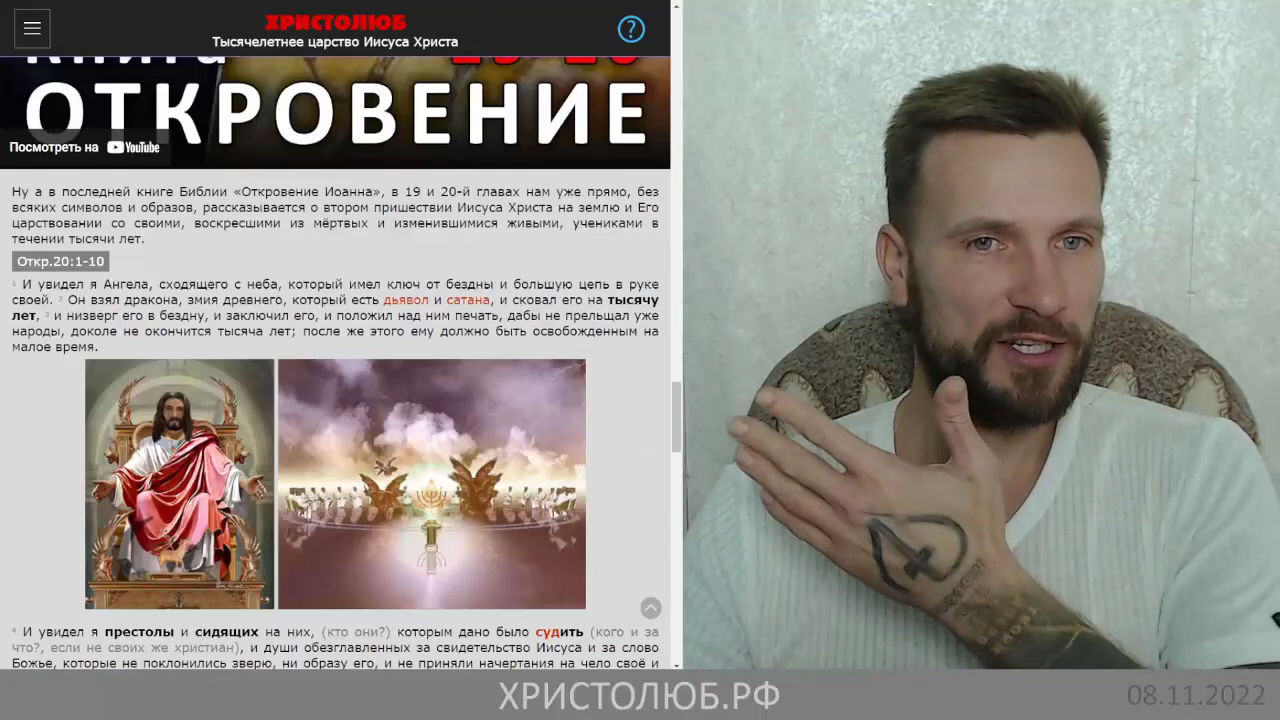 ХРИСТОЛЮБ
Тысячелетнее царство Иисуса Христа
?
ОТКРОВЕНИЕ
Посмотреть на YouTube
Ну а в последней книге Библии «Откровение Иоанна», в 19 и 20-й главах нам уже прямо, без
всяких символов и образов, рассказывается о втором пришествии Иисуса Христа на землю и Его
царствовании со своими, воскресшими из мёртвых и изменившимися живыми, учениками в
течении тысячи лет.
Откр.20:1-10
1 И увидел я Ангела, сходящего с неба, который имел ключ от бездны и большую цепь в руке
своей. 2 Он взял дракона, змия древнего, который есть дьявол и сатана, и сковал его на тысячу
лет, 3 и низверг его в бездну, и заключил его, и положил над ним печать, дабы не прельщал уже
народы, доколе не окончится тысяча лет; после же этого ему должно быть освобожденным на
малое время.
4 И увидел я престолы и сидящих на них, (кто они?) которым дано было судить (кого и за
что?, если не своих же христиан), и души обезглавленных за свидетельство Иисуса и за слово
Божье, которые не поклонились зверю, ни образу его, и не приняли начертания на чело своё и
ХРИСТОЛЮБ.РФ
08.11.2022